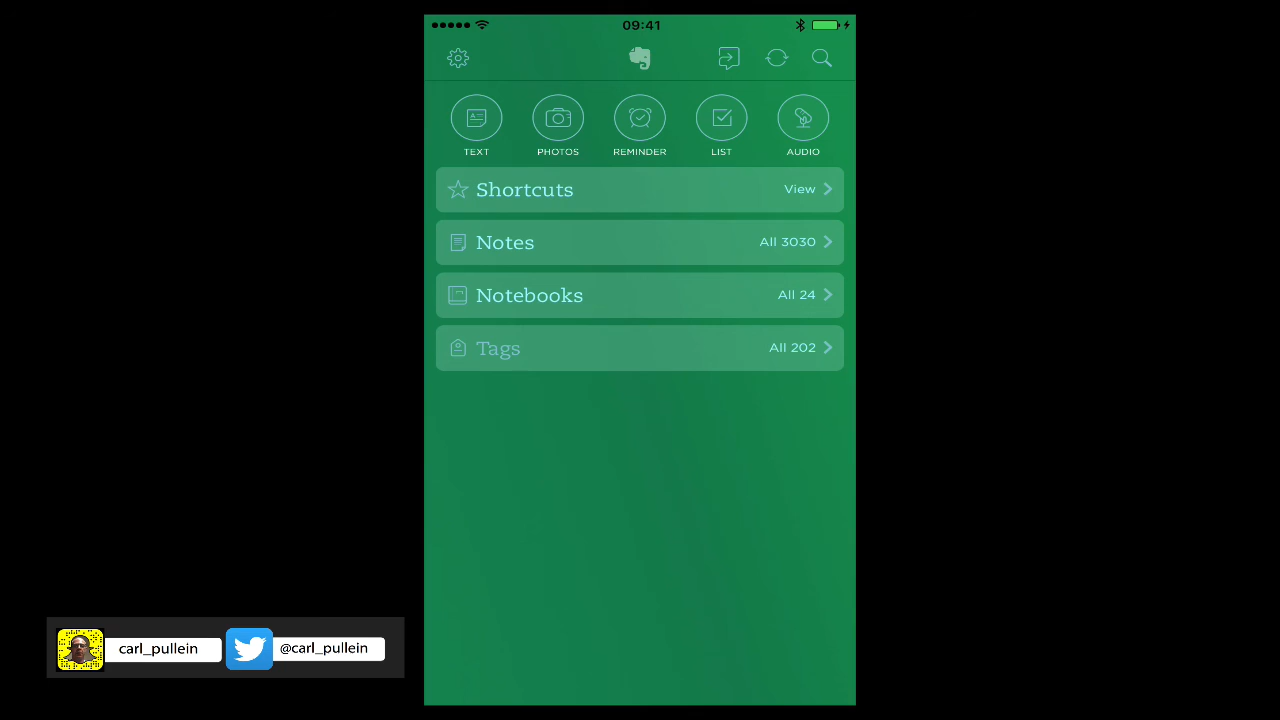 09:41
TEXT PHOTOS REMINDER LIST AUDIO
Shortcuts View
Notes All 3030
Notebooks All 24
Tags All 202
carl_pullein @carl_pullein